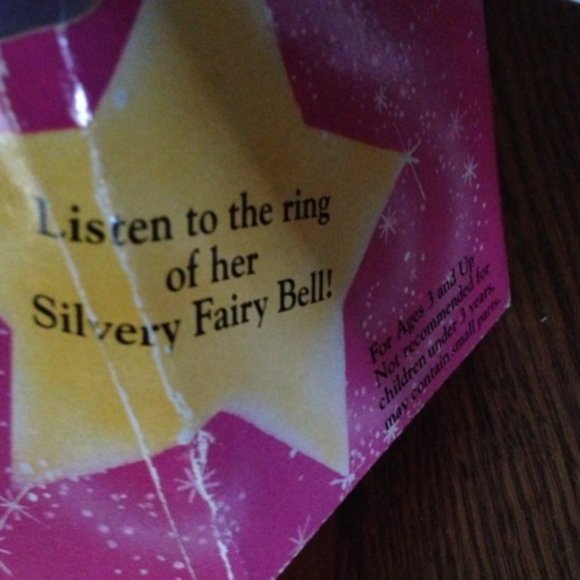 Listen to the ring
of her
Silvery Fairy Bell!
For Ages 3 and Up
Not recommended for
children under 3 years,
may contain small parts.